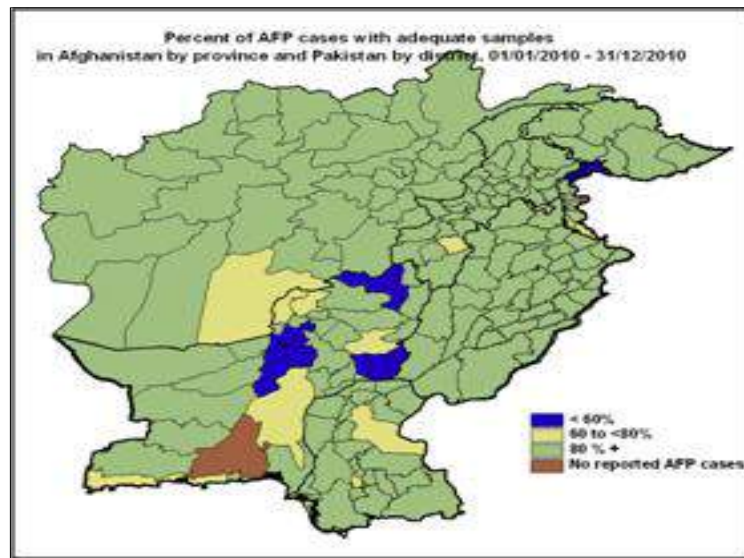 Percent of AFP cases with adequate samples
in Afghanistan by province and Pakistan by district, 01/01/2010 - 31/12/2010
< 60%
60 to <80%
80 % +
No reported AFP cases